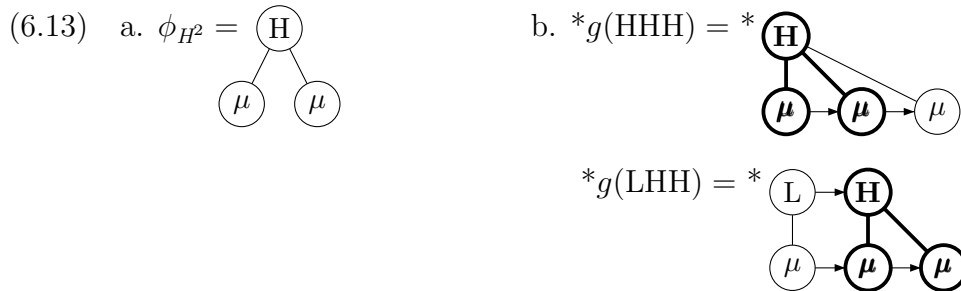 (6.13) a. ϕ_{H²} = H b. *g(HHH) = * H
μ μ μ μ μ
*g(LHH) = * L H
μ μ μ